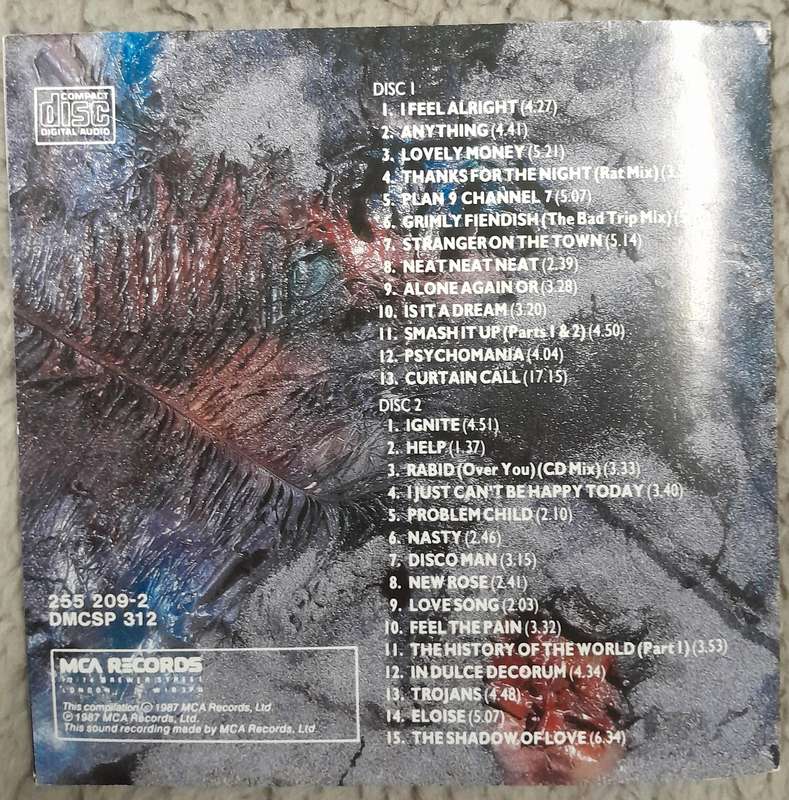 COMPACT
disc
DIGITAL AUDIO
DISC 1
1. I FEEL ALRIGHT (4.27)
2. ANYTHING (4.41)
3. LOVELY MONEY (5.21)
4. THANKS FOR THE NIGHT (Rat Mix)
5. PLAN 9 CHANNEL 7 (5.07)
6. GRIMLY FIENDISH (The Bad Trip Mix)
7. STRANGER ON THE TOWN (5.14)
8. NEAT NEAT NEAT (2.39)
9. ALONE AGAIN OR (3.28)
10. IS IT A DREAM (3.20)
11. SMASH IT UP (Parts 1 & 2) (4.50)
12. PSYCHOMANIA (4.04)
13. CURTAIN CALL (17.15)
DISC 2
1. IGNITE (4.51)
2. HELP (1.37)
3. RABID (Over You) (CD Mix) (3.33)
4. I JUST CAN'T BE HAPPY TODAY (3.40)
5. PROBLEM CHILD (2.10)
6. NASTY (2.46)
7. DISCO MAN (3.15)
8. NEW ROSE (2.41)
9. LOVE SONG (2.03)
10. FEEL THE PAIN (3.32)
11. THE HISTORY OF THE WORLD (Part 1) (3.53)
12. IN DULCE DECORUM (4.34)
13. TROJANS (4.48)
14. ELOISE (5.07)
15. THE SHADOW OF LOVE (6.34)
255 209-2
DMCSP 312
MCA RECORDS
BREWER STREET
LONDON
This compilation © 1987 MCA Records, Ltd.
℗ 1987 MCA Records, Ltd.
This sound recording made by MCA Records, Ltd.